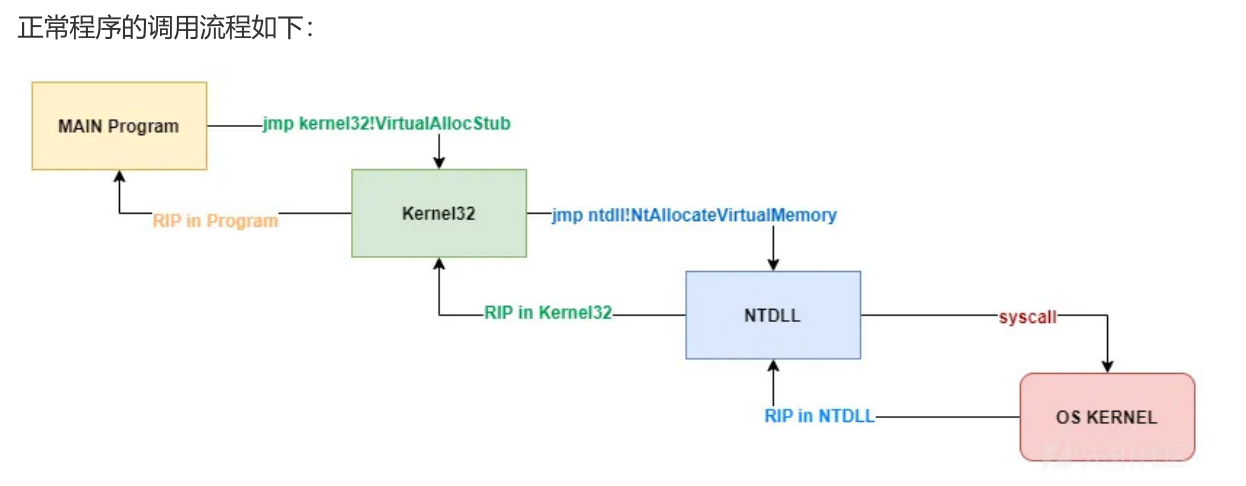 正常程序的调用流程如下：
MAIN Program
jmp kernel32!VirtualAllocStub
Kernel32
RIP in Program
jmp ntdll!NtAllocateVirtualMemory
RIP in Kernel32
NTDLL
syscall
RIP in NTDLL
OS KERNEL